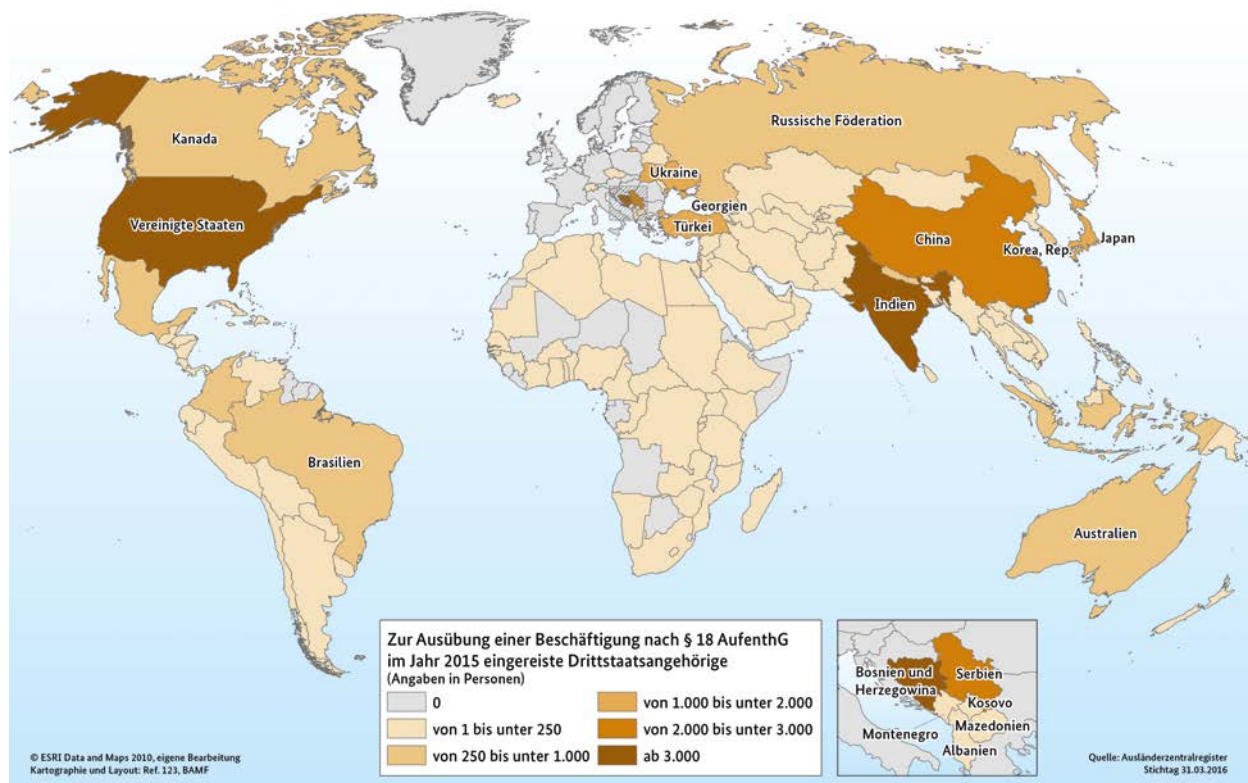 Kanada
Russische Föderation
Ukraine
Georgien
Vereinigte Staaten
Türkei
China
Korea, Rep.
Japan
Indien
Brasilien
Australien
Zur Ausübung einer Beschäftigung nach § 18 AufenthG
im Jahr 2015 eingereiste Drittstaatsangehörige
(Angaben in Personen)
0
von 1 bis unter 250
von 250 bis unter 1.000
von 1.000 bis unter 2.000
von 2.000 bis unter 3.000
ab 3.000
Bosnien und
Herzegowina
Serbien
Kosovo
Mazedonien
Montenegro
Albanien
© ESRI Data and Maps 2010, eigene Bearbeitung
Kartographie und Layout: Ref. 123, BAMF
Quelle: Ausländerzentralregister
Stichtag 31.03.2016